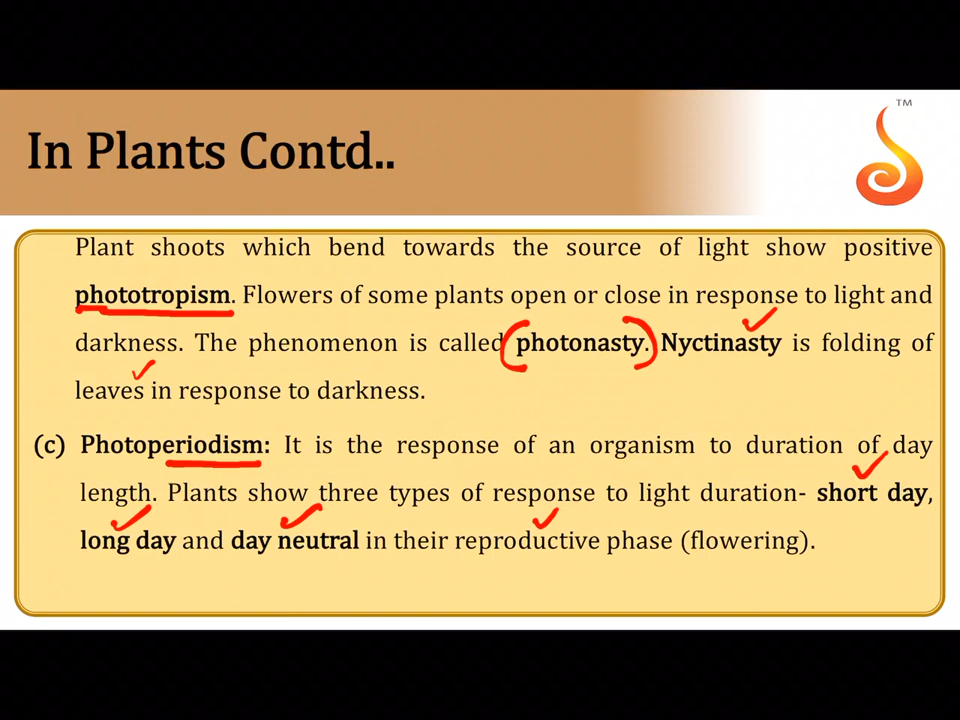 In Plants Contd..
TM
Plant shoots which bend towards the source of light show positive
phototropism. Flowers of some plants open or close in response to light and
darkness. The phenomenon is called photonasty. Nyctinasty is folding of
leaves in response to darkness.
(c) Photoperiodism: It is the response of an organism to duration of day
length. Plants show three types of response to light duration- short day,
long day and day neutral in their reproductive phase (flowering).